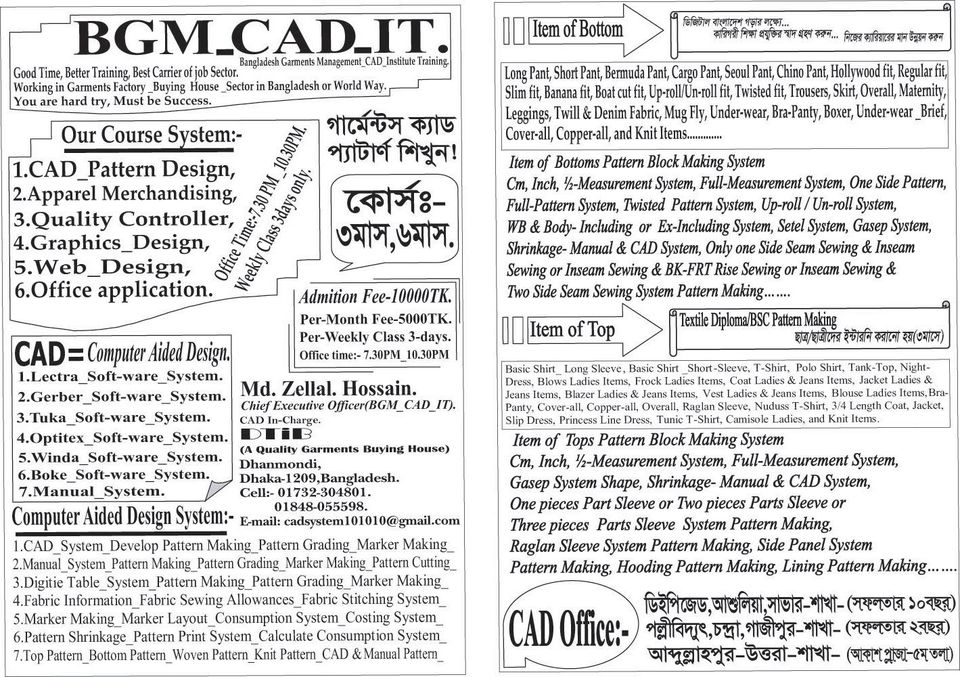 BGM_CAD_IT.
Bangladesh Garments Management_CAD_Institute Training.
Good Time, Better Training, Best Carrier of job Sector.
Working in Garments Factory _Buying House _Sector in Bangladesh or World Way.
You are hard try, Must be Success.
Our Course System:-
1.CAD_Pattern Design,
2.Apparel Merchandising,
3.Quality Controller,
4.Graphics_Design,
5.Web_Design,
6.Office application.
Office Time:-7.30 PM _10.30PM.
Weekly Class 3days only.
গার্মেন্টস ক্যাড
প্যাটার্ণ শিখুন!
কোর্সঃ-
৩মাস,৬মাস.
Admition Fee-10000TK.
Per-Month Fee-5000TK.
Per-Weekly Class 3-days.
Office time:- 7.30PM_10.30PM
CAD=Computer Aided Design.
1.Lectra_Soft-ware_System.
2.Gerber_Soft-ware_System.
3.Tuka_Soft-ware_System.
4.Optitex_Soft-ware_System.
5.Winda_Soft-ware_System.
6.Boke_Soft-ware_System.
7.Manual_System.
Md. Zellal. Hossain.
Chief Executive Officer(BGM_CAD_IT).
CAD In-Charge.
DTIB
(A Quality Garments Buying House)
Dhanmondi,
Dhaka-1209,Bangladesh.
Cell:- 01732-304801.
01848-055598.
E-mail: cadsystem101010@gmail.com
Computer Aided Design System:-
1.CAD_System_Develop Pattern Making_Pattern Grading_Marker Making_
2.Manual_System_Pattern Making_Pattern Grading_Marker Making_Pattern Cutting_
3.Digitie Table_System_Pattern Making_Pattern Grading_Marker Making_
4.Fabric Information_Fabric Sewing Allowances_Fabric Stitching System_
5.Marker Making_Marker Layout_Consumption System_Costing System_
6.Pattern Shrinkage_Pattern Print System_Calculate Consumption System_
7.Top Pattern_Bottom Pattern_Woven Pattern_Knit Pattern_CAD & Manual Pattern_
Item of Bottom
ডিজিটাল বাংলাদেশ গড়ার লক্ষ্যে...
কারিগরী শিক্ষা প্রযুক্তির স্বাদ গ্রহণ করুন... নিজের ক্যারিয়ারের মান উন্নয়ন করুন
Long Pant, Short Pant, Bermuda Pant, Cargo Pant, Seoul Pant, Chino Pant, Hollywood fit, Regular fit,
Slim fit, Banana fit, Boat cut fit, Up-roll/Un-roll fit, Twisted fit, Trousers, Skirt, Overall, Maternity,
Leggings, Twill & Denim Fabric, Mug Fly, Under-wear, Bra-Panty, Boxer, Under-wear _Brief,
Cover-all, Copper-all, and Knit Items.............
Item of Bottoms Pattern Block Making System
Cm, Inch, ½-Measurement System, Full-Measurement System, One Side Pattern,
Full-Pattern System, Twisted Pattern System, Up-roll / Un-roll System,
WB & Body- Including or Ex-Including System, Setel System, Gasep System,
Shrinkage- Manual & CAD System, Only one Side Seam Sewing & Inseam
Sewing or Inseam Sewing & BK-FRT Rise Sewing or Inseam Sewing &
Two Side Seam Sewing System Pattern Making.......
Item of Top
Textile Diploma/BSC Pattern Making
ছাত্র/ছাত্রীদের ইন্টারনি করানো হয়(৩মাসে)
Basic Shirt_ Long Sleeve, Basic Shirt _Short-Sleeve, T-Shirt, Polo Shirt, Tank-Top, Night-
Dress, Blows Ladies Items, Frock Ladies Items, Coat Ladies & Jeans Items, Jacket Ladies &
Jeans Items, Blazer Ladies & Jeans Items, Vest Ladies & Jeans Items, Blouse Ladies Items,Bra-
Panty, Cover-all, Copper-all, Overall, Raglan Sleeve, Nuduss T-Shirt, 3/4 Length Coat, Jacket,
Slip Dress, Princess Line Dress, Tunic T-Shirt, Camisole Ladies, and Knit Items.
Item of Tops Pattern Block Making System
Cm, Inch, ½-Measurement System, Full-Measurement System,
Gasep System Shape, Shrinkage- Manual & CAD System,
One pieces Part Sleeve or Two pieces Parts Sleeve or
Three pieces Parts Sleeve System Pattern Making,
Raglan Sleeve System Pattern Making, Side Panel System
Pattern Making, Hooding Pattern Making, Lining Pattern Making.......
CAD Office:-
ডিইপিজেড,আশুলিয়া,সাভার-শাখা- (সফলতার ১০বছর)
পল্লীবিদ্যুৎ,চন্দ্রা,গাজীপুর-শাখা- (সফলতার ২বছর)
আব্দুল্লাহপুর-উত্তরা-শাখা- (আকাশ প্লাজা-৫ম তলা)